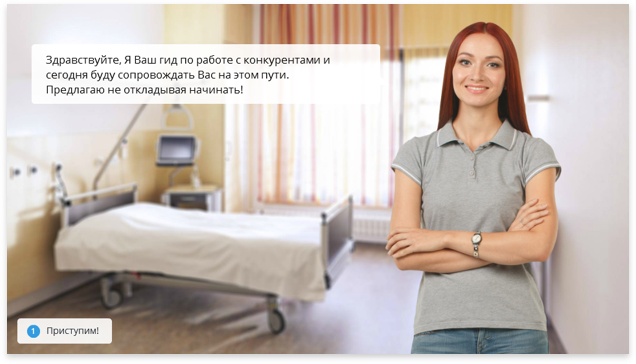 Здравствуйте, Я Ваш гид по работе с конкурентами и
сегодня буду сопровождать Вас на этом пути.
Предлагаю не откладывая начинать!
1 Приступим!